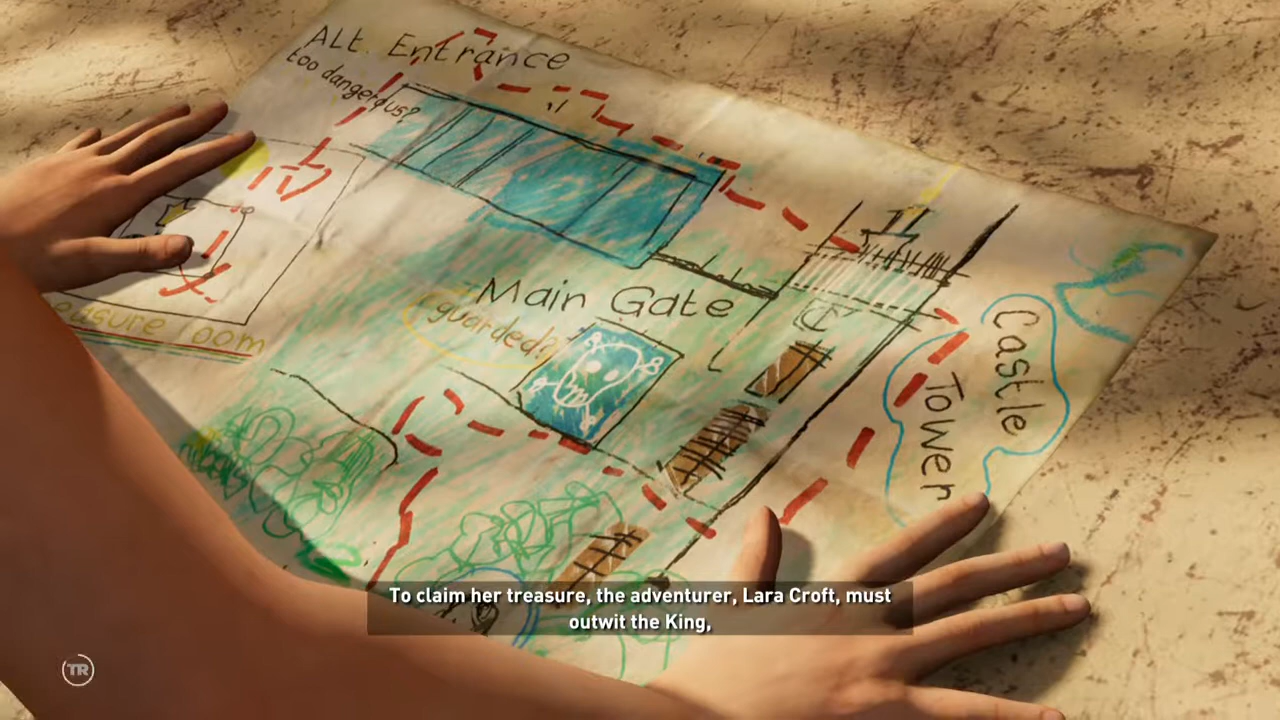 ALt. Entrance
too dangerous?
Main Gate
guarded?
Castle
Tower
To claim her treasure, the adventurer, Lara Croft, must
outwit the King,
TR